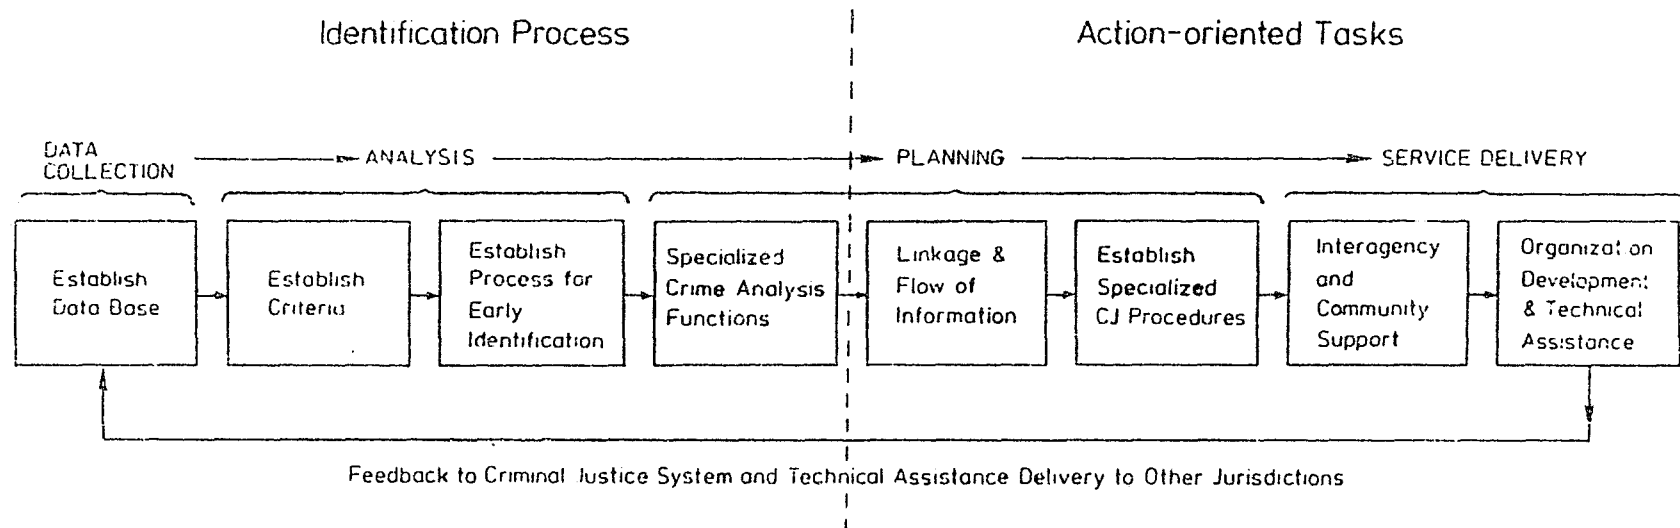 Identification Process
Action-oriented Tasks
DATA
COLLECTION
ANALYSIS
PLANNING
SERVICE DELIVERY
Establish
Data Base
Establish
Criteria
Establish
Process for
Early
Identification
Specialized
Crime Analysis
Functions
Linkage &
Flow of
Information
Establish
Specialized
CJ Procedures
Interagency
and
Community
Support
Organization
Development
& Technical
Assistance
Feedback to Criminal Justice System and Technical Assistance Delivery to Other Jurisdictions